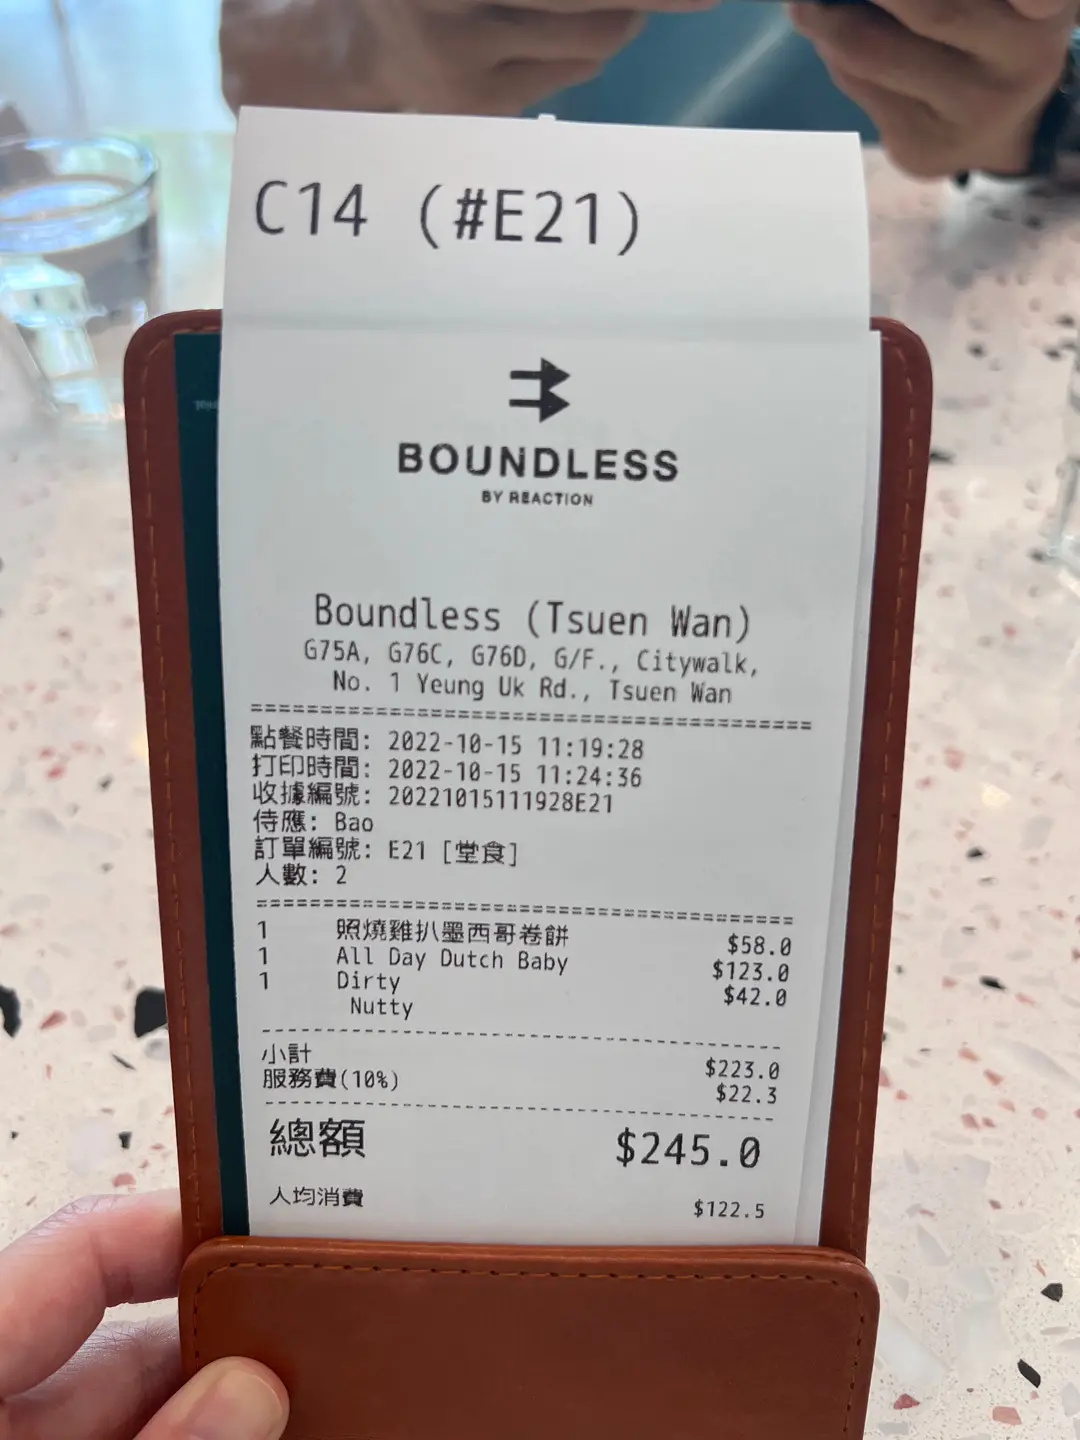 C14 (#E21)
BOUNDLESS
BY REACTION
Boundless (Tsuen Wan)
G75A, G76C, G76D, G/F., Citywalk,
No. 1 Yeung Uk Rd., Tsuen Wan
點餐時間: 2022-10-15 11:19:28
打印時間: 2022-10-15 11:24:36
收據編號: 20221015111928E21
侍應: Bao
訂單編號: E21 [堂食]
人數: 2
1 照燒雞扒墨西哥卷餅 $58.0
1 All Day Dutch Baby $123.0
1 Dirty $42.0
Nutty
小計 $223.0
服務費(10%) $22.3
總額 $245.0
人均消費 $122.5